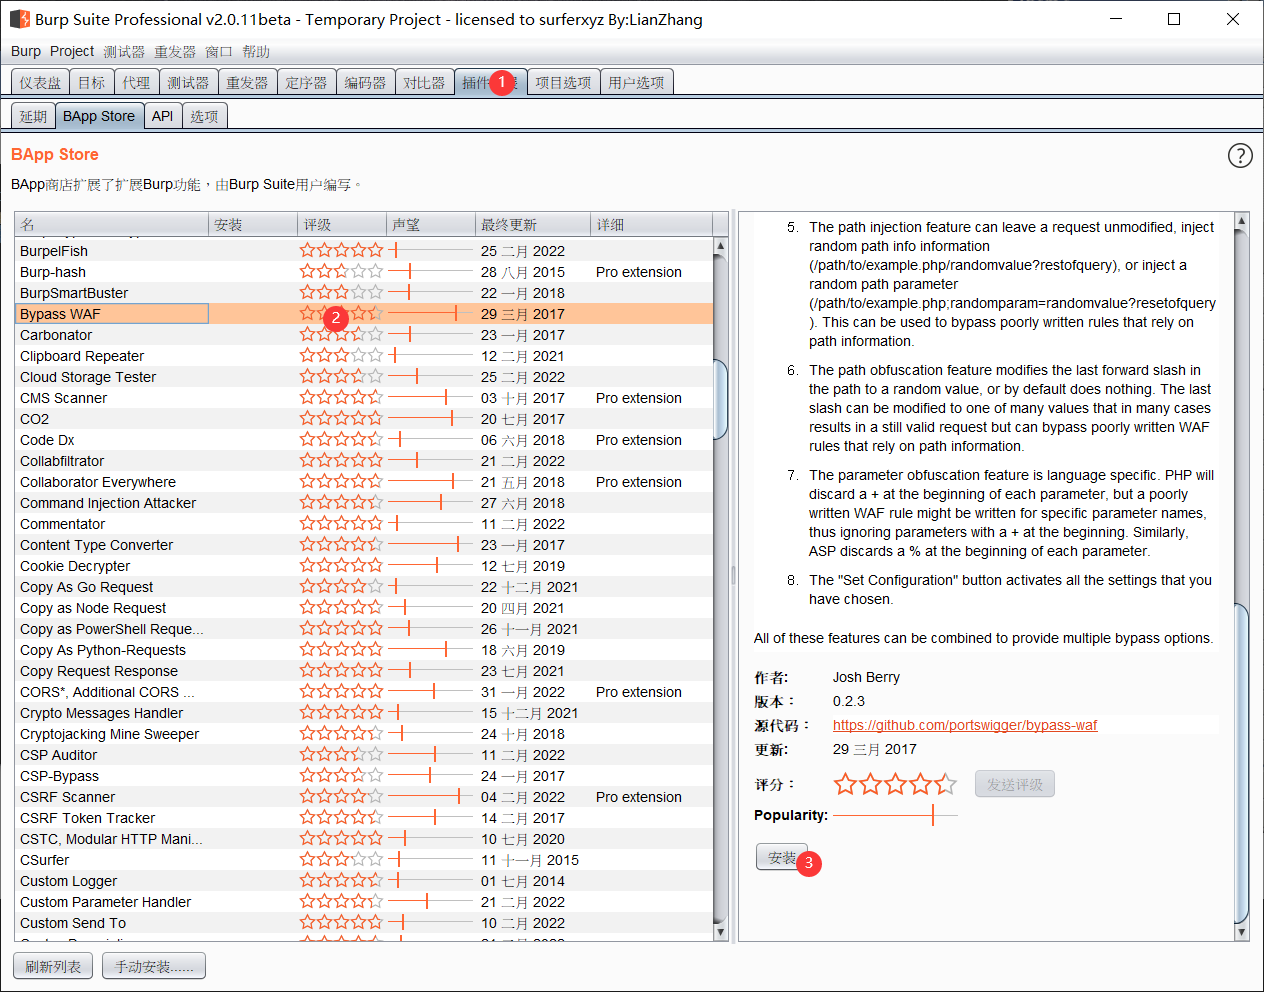 Burp Suite Professional v2.0.11beta - Temporary Project - licensed to surferxyz By:LianZhang
Burp Project 测试器 重发器 窗口 帮助
仪表盘 目标 代理 测试器 重发器 定序器 编码器 对比器 插件 1 项目选项 用户选项
延期 BApp Store API 选项
BApp Store
?
BApp商店扩展了扩展Burp功能，由Burp Suite用户编写。
名 安装 评级 声望 最终更新 详细
BurpelFish 25 二月 2022
Burp-hash 28 八月 2015 Pro extension
BurpSmartBuster 22 一月 2018
Bypass WAF 2 29 三月 2017
Carbonator 23 一月 2017
Clipboard Repeater 12 二月 2021
Cloud Storage Tester 25 二月 2022
CMS Scanner 03 十月 2017 Pro extension
CO2 20 七月 2017
Code Dx 06 六月 2018 Pro extension
Collabfiltrator 21 二月 2022
Collaborator Everywhere 21 五月 2018 Pro extension
Command Injection Attacker 27 六月 2018
Commentator 11 二月 2022
Content Type Converter 23 一月 2017
Cookie Decrypter 12 七月 2019
Copy As Go Request 22 十二月 2021
Copy as Node Request 20 四月 2021
Copy as PowerShell Reque... 26 十一月 2021
Copy As Python-Requests 18 六月 2019
Copy Request Response 23 七月 2021
CORS*, Additional CORS ... 31 一月 2022 Pro extension
Crypto Messages Handler 15 十二月 2021
Cryptojacking Mine Sweeper 24 十月 2018
CSP Auditor 11 二月 2022
CSP-Bypass 24 一月 2017
CSRF Scanner 04 二月 2022 Pro extension
CSRF Token Tracker 14 二月 2017
CSTC, Modular HTTP Mani... 10 七月 2020
CSurfer 11 十一月 2015
Custom Logger 01 七月 2014
Custom Parameter Handler 21 二月 2022
Custom Send To 10 二月 2022
刷新列表 手动安装......
5. The path injection feature can leave a request unmodified, inject
random path info information
(/path/to/example.php/randomvalue?restofquery), or inject a
random path parameter
(/path/to/example.php;randomparam=randomvalue?resetofquery
). This can be used to bypass poorly written rules that rely on
path information.
6. The path obfuscation feature modifies the last forward slash in
the path to a random value, or by default does nothing. The last
slash can be modified to one of many values that in many cases
results in a still valid request but can bypass poorly written WAF
rules that rely on path information.
7. The parameter obfuscation feature is language specific. PHP will
discard a + at the beginning of each parameter, but a poorly
written WAF rule might be written for specific parameter names,
thus ignoring parameters with a + at the beginning. Similarly,
ASP discards a % at the beginning of each parameter.
8. The "Set Configuration" button activates all the settings that you
have chosen.
All of these features can be combined to provide multiple bypass options.
作者: Josh Berry
版本： 0.2.3
源代码： https://github.com/portswigger/bypass-waf
更新: 29 三月 2017
评分： 发送评级
Popularity:
安装 3